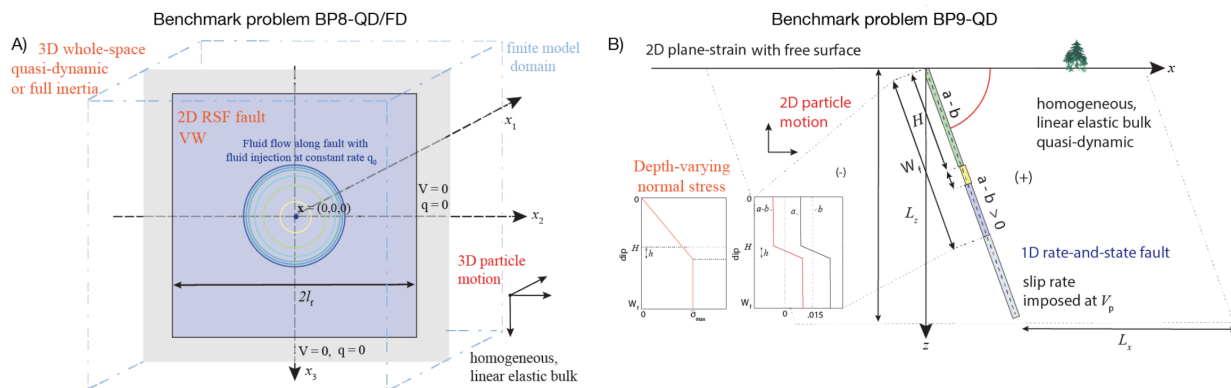 Benchmark problem BP8-QD/FD
A)
3D whole-space
quasi-dynamic
or full inertia
finite model
domain
2D RSF fault
VW
Fluid flow along fault with
fluid injection at constant rate q₀
x₁
V = 0
q = 0
x = (0,0,0)
x₂
3D particle
motion
2lf
V = 0, q = 0
x₃
homogeneous,
linear elastic bulk
Benchmark problem BP9-QD
B)
2D plane-strain with free surface
x
2D particle
motion
a - b
H
homogeneous,
linear elastic bulk
quasi-dynamic
Wf
(-)
(+)
a - b > 0
Depth-varying
normal stress
Lz
0
H
h
dip
Wf
0
σmax
0
a-b
a
-b
H
h
dip
Wf
0
.015
1D rate-and-state fault
slip rate
imposed at Vp
z
Lx